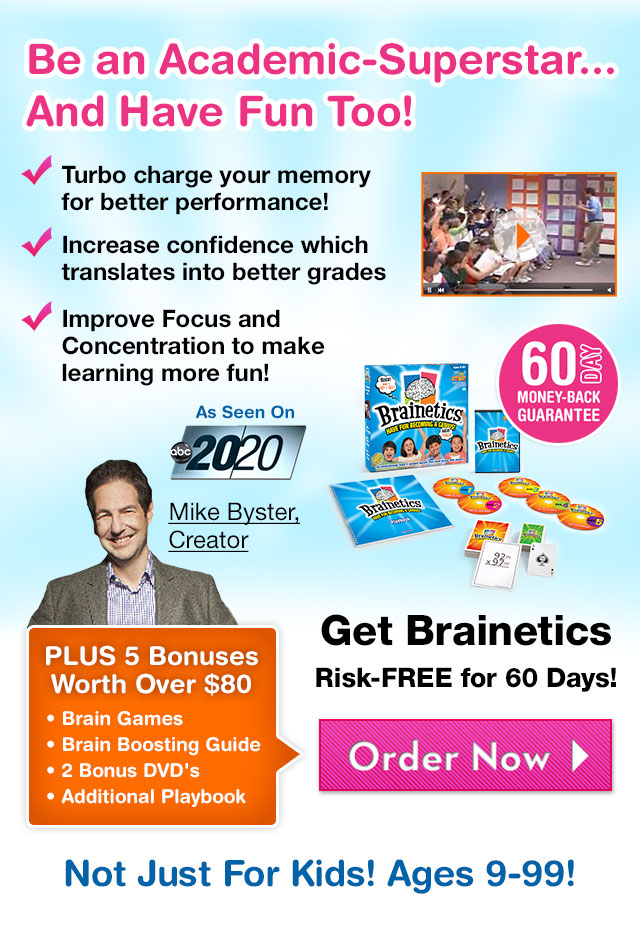 Be an Academic-Superstar...
And Have Fun Too!
Turbo charge your memory
for better performance!
Increase confidence which
translates into better grades
Improve Focus and
Concentration to make
learning more fun!
60 DAY
MONEY-BACK
GUARANTEE
As Seen On
abc 20/20
Mike Byster,
Creator
Brainetics
HAVE FUN BECOMING A GENIUS!
Brainetics
Brainetics
Playbook
PLUS 5 Bonuses
Worth Over $80
• Brain Games
• Brain Boosting Guide
• 2 Bonus DVD's
• Additional Playbook
Get Brainetics
Risk-FREE for 60 Days!
Order Now
Not Just For Kids! Ages 9-99!